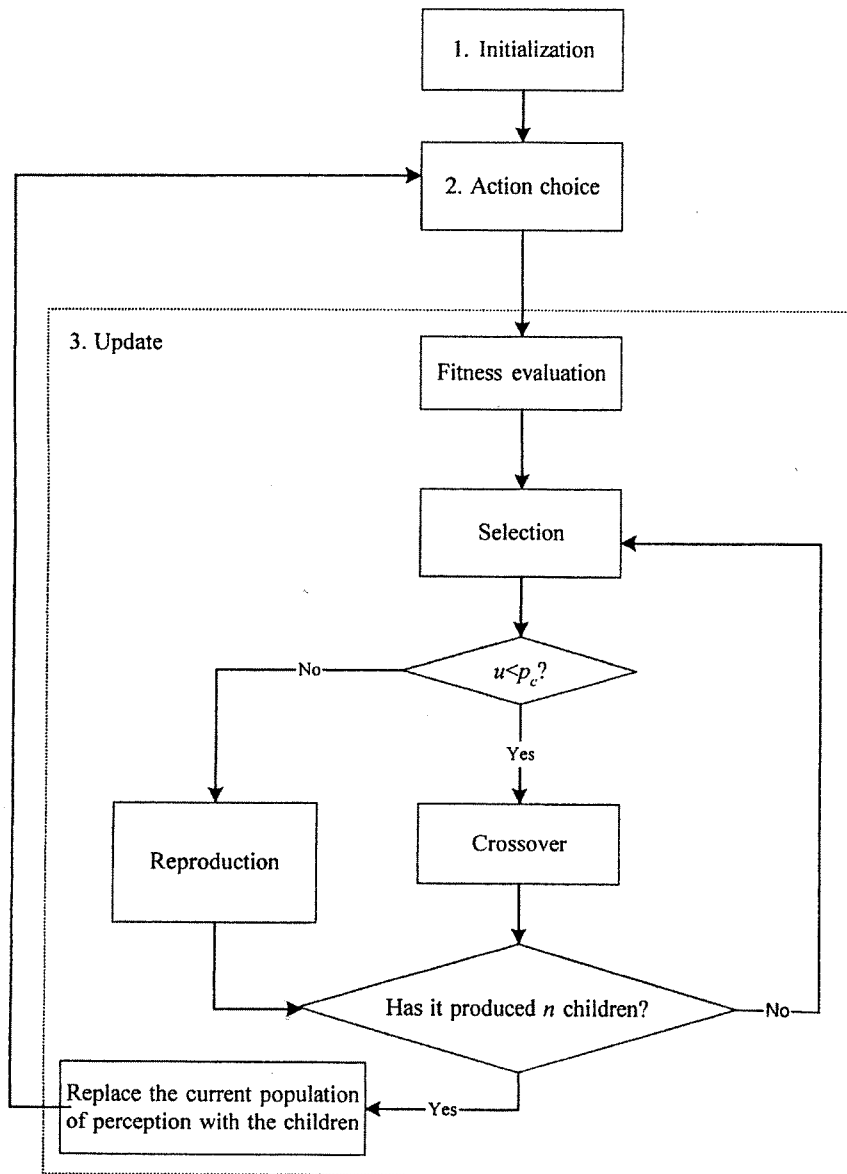 1. Initialization
2. Action choice
3. Update
Fitness evaluation
Selection
u<p_c?
No
Yes
Reproduction
Crossover
Has it produced n children?
No
Yes
Replace the current population
of perception with the children